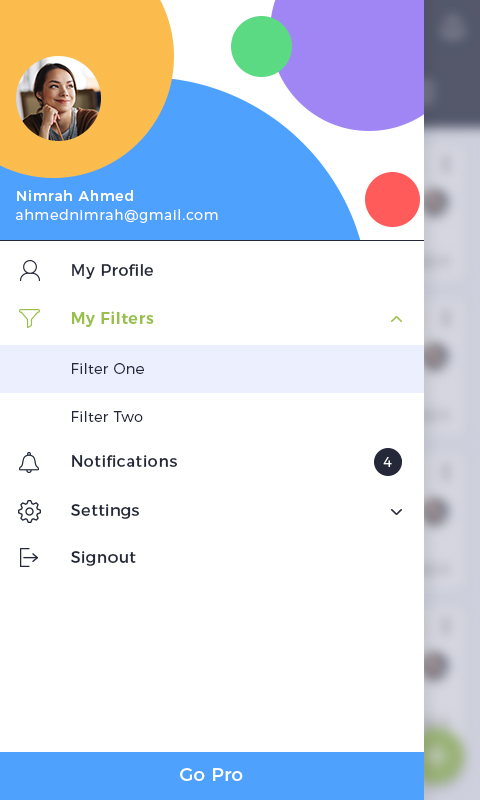 Nimrah Ahmed
ahmednimrah@gmail.com
My Profile
My Filters
Filter One
Filter Two
Notifications 4
Settings
Signout
Go Pro